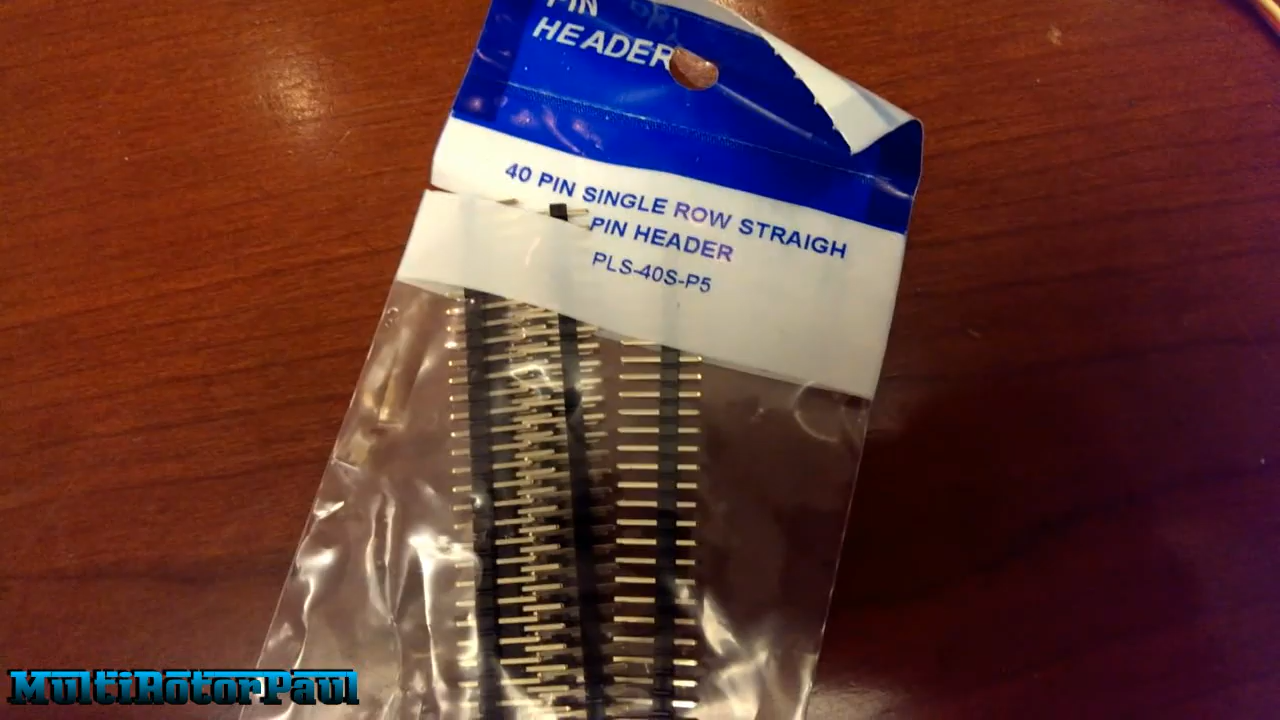 PIN
HEADER
40 PIN SINGLE ROW STRAIGH
PIN HEADER
PLS-40S-P5
MultiRotorPaul